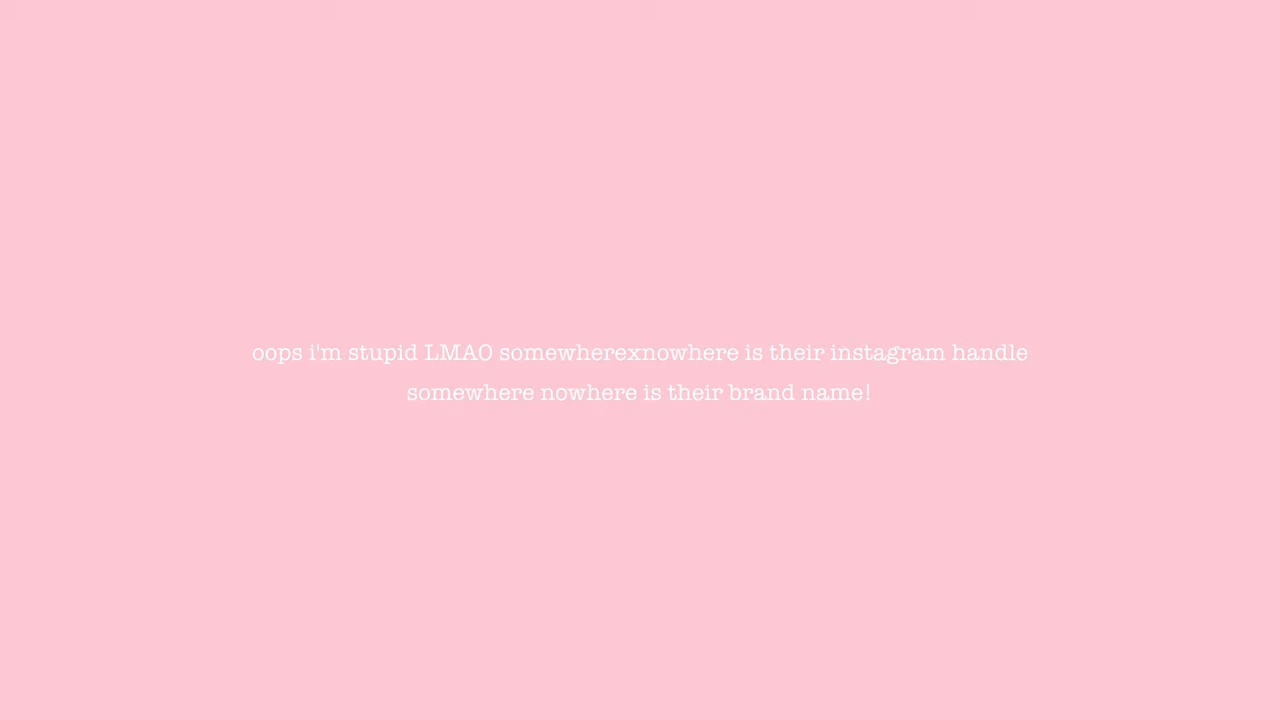 oops i'm stupid LMAO somewherexnowhere is their instagram handle
somewhere nowhere is their brand name!